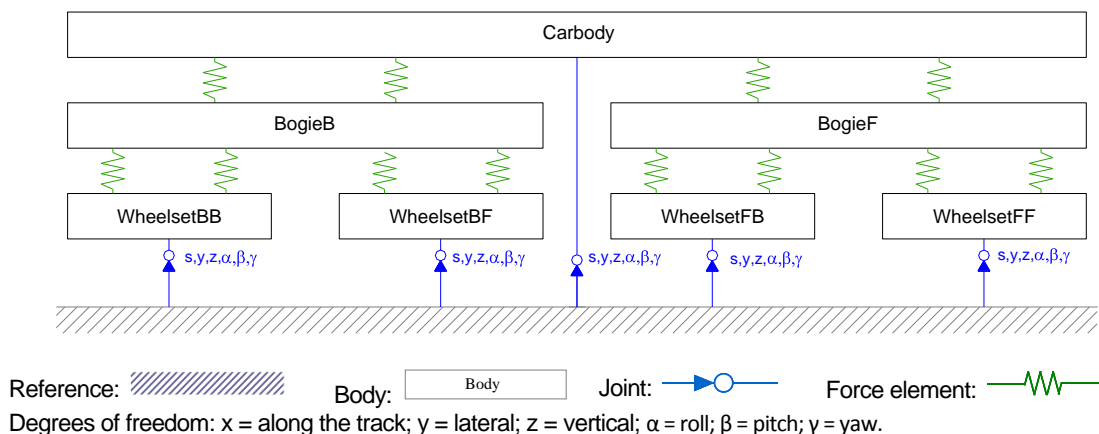 Carbody
BogieB BogieF
WheelsetBB WheelsetBF WheelsetFB WheelsetFF
s,y,z,α,β,γ s,y,z,α,β,γ s,y,z,α,β,γ s,y,z,α,β,γ s,y,z,α,β,γ
Reference: Body: Body Joint: Force element:
Degrees of freedom: x = along the track; y = lateral; z = vertical; α = roll; β = pitch; γ = yaw.